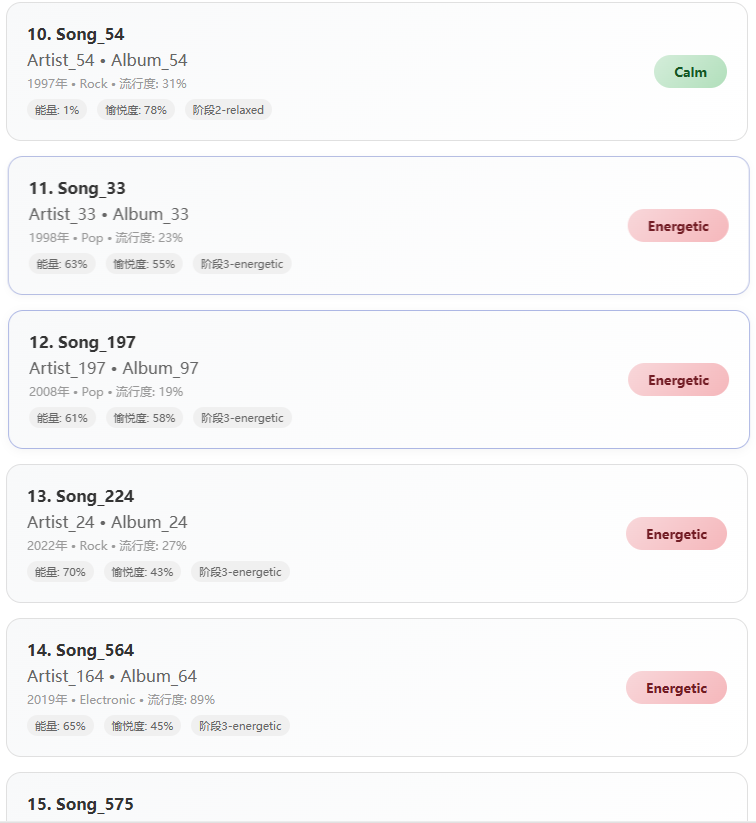 10. Song_54
Artist_54 • Album_54
1997年 • Rock • 流行度: 31%
能量: 1% 愉悦度: 78% 阶段2-relaxed
Calm
11. Song_33
Artist_33 • Album_33
1998年 • Pop • 流行度: 23%
能量: 63% 愉悦度: 55% 阶段3-energetic
Energetic
12. Song_197
Artist_197 • Album_97
2008年 • Pop • 流行度: 19%
能量: 61% 愉悦度: 58% 阶段3-energetic
Energetic
13. Song_224
Artist_24 • Album_24
2022年 • Rock • 流行度: 27%
能量: 70% 愉悦度: 43% 阶段3-energetic
Energetic
14. Song_564
Artist_164 • Album_64
2019年 • Electronic • 流行度: 89%
能量: 65% 愉悦度: 45% 阶段3-energetic
Energetic
15. Song_575